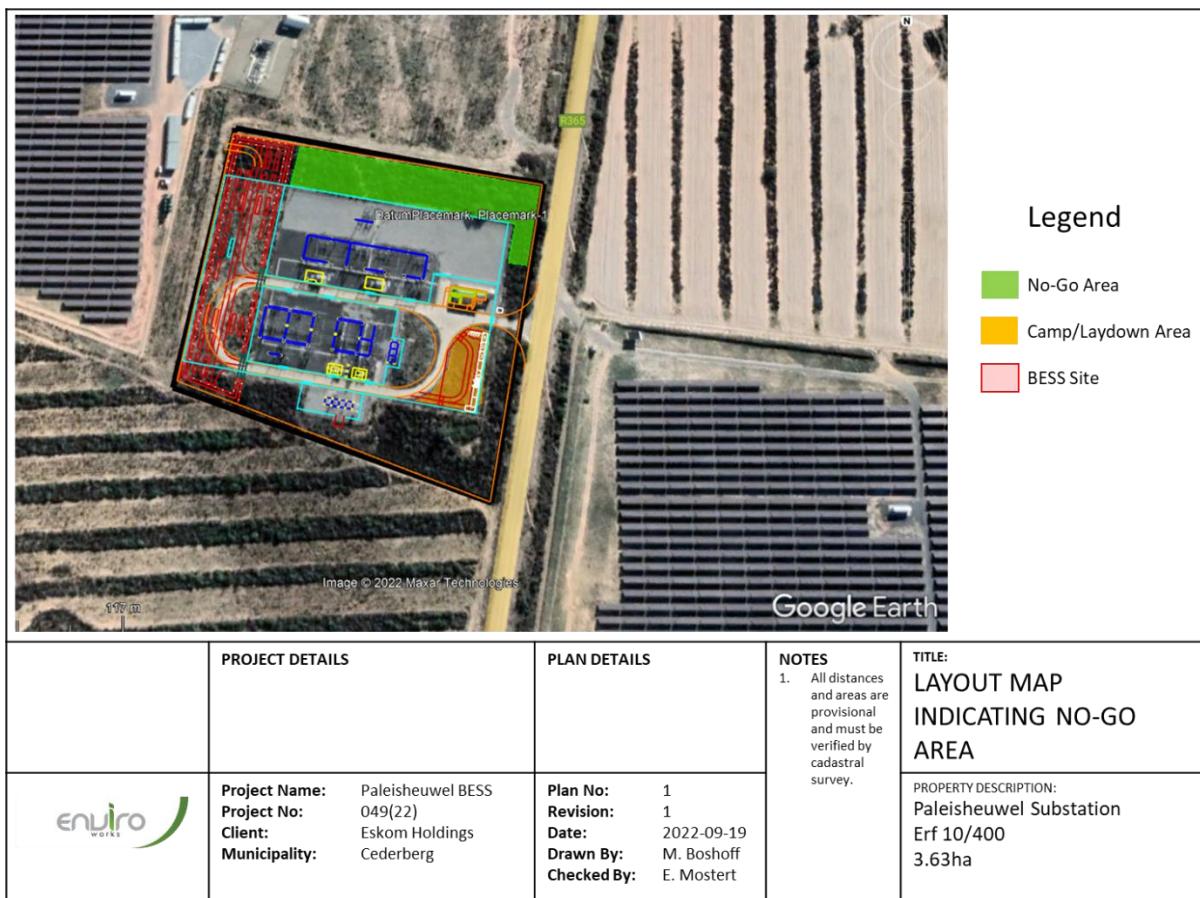 N
R365
DatumPlacemark, Placemark-1
Image © 2022 Maxar Technologies
117 m
Google Earth
Legend
No-Go Area
Camp/Laydown Area
BESS Site
PROJECT DETAILS
PLAN DETAILS
NOTES
1. All distances
and areas are
provisional
and must be
verified by
cadastral
survey.
TITLE:
LAYOUT MAP
INDICATING NO-GO
AREA
enviro
works
Project Name: Paleisheuwel BESS
Project No: 049(22)
Client: Eskom Holdings
Municipality: Cederberg
Plan No: 1
Revision: 1
Date: 2022-09-19
Drawn By: M. Boshoff
Checked By: E. Mostert
PROPERTY DESCRIPTION:
Paleisheuwel Substation
Erf 10/400
3.63ha